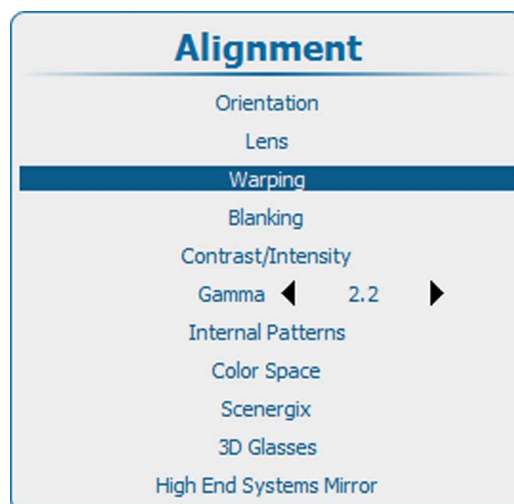 Alignment
Orientation
Lens
Warping
Blanking
Contrast/Intensity
Gamma 2.2
Internal Patterns
Color Space
Scenergix
3D Glasses
High End Systems Mirror